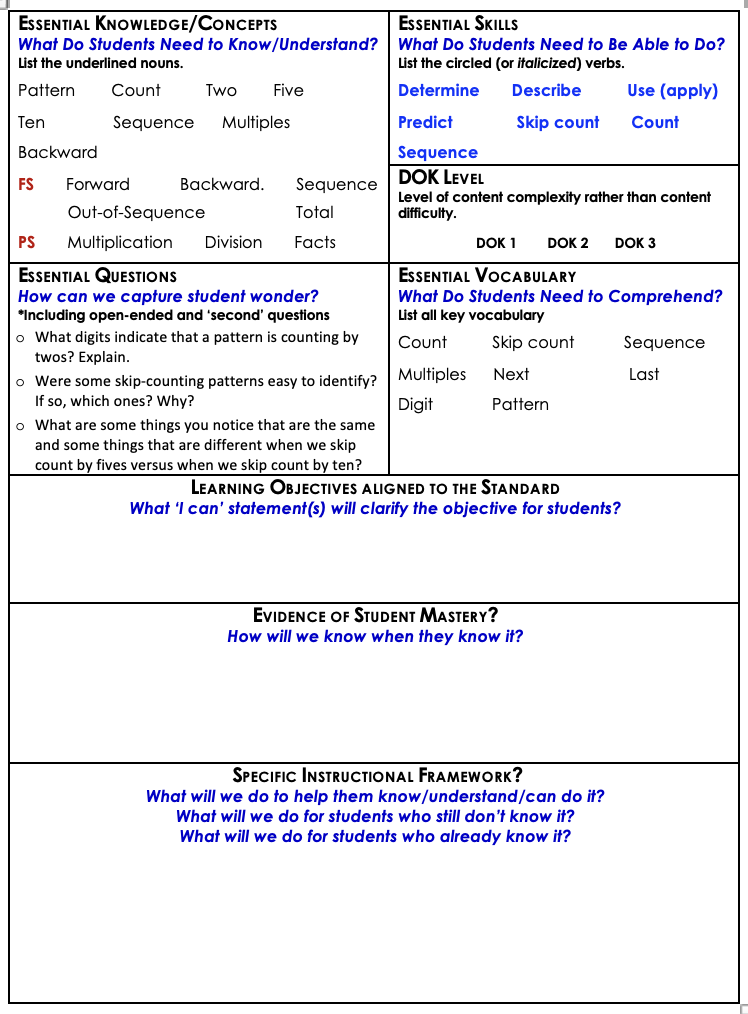 ESSENTIAL KNOWLEDGE/CONCEPTS
What Do Students Need to Know/Understand?
List the underlined nouns.
Pattern Count Two Five
Ten Sequence Multiples
Backward
FS Forward Backward. Sequence
Out-of-Sequence Total
PS Multiplication Division Facts
ESSENTIAL SKILLS
What Do Students Need to Be Able to Do?
List the circled (or italicized) verbs.
Determine Describe Use (apply)
Predict Skip count Count
Sequence
DOK LEVEL
Level of content complexity rather than content
difficulty.
DOK 1 DOK 2 DOK 3
ESSENTIAL QUESTIONS
How can we capture student wonder?
*Including open-ended and ‘second’ questions
o What digits indicate that a pattern is counting by
twos? Explain.
o Were some skip-counting patterns easy to identify?
If so, which ones? Why?
o What are some things you notice that are the same
and some things that are different when we skip
count by fives versus when we skip count by ten?
ESSENTIAL VOCABULARY
What Do Students Need to Comprehend?
List all key vocabulary
Count Skip count Sequence
Multiples Next Last
Digit Pattern
LEARNING OBJECTIVES ALIGNED TO THE STANDARD
What ‘I can’ statement(s) will clarify the objective for students?
EVIDENCE OF STUDENT MASTERY?
How will we know when they know it?
SPECIFIC INSTRUCTIONAL FRAMEWORK?
What will we do to help them know/understand/can do it?
What will we do for students who still don’t know it?
What will we do for students who already know it?